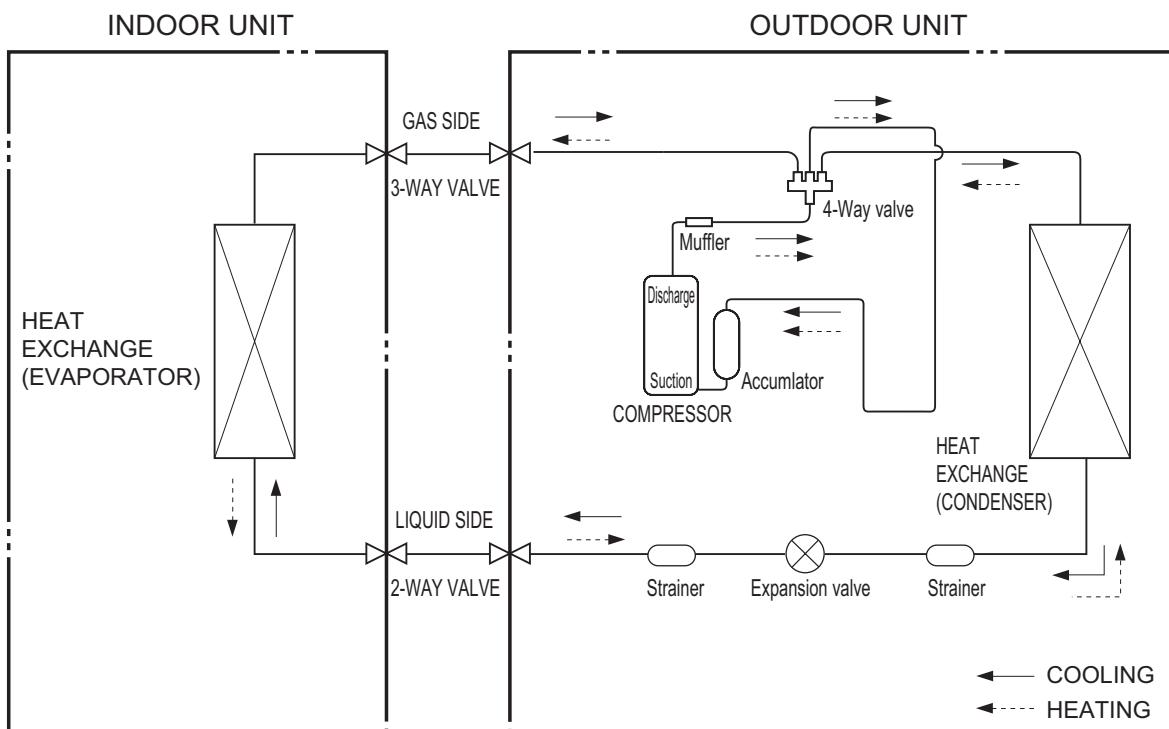 INDOOR UNIT
OUTDOOR UNIT
GAS SIDE
3-WAY VALVE
4-Way valve
Muffler
Discharge
Suction
Accumlator
COMPRESSOR
HEAT
EXCHANGE
(EVAPORATOR)
HEAT
EXCHANGE
(CONDENSER)
LIQUID SIDE
2-WAY VALVE
Strainer
Expansion valve
Strainer
COOLING
HEATING